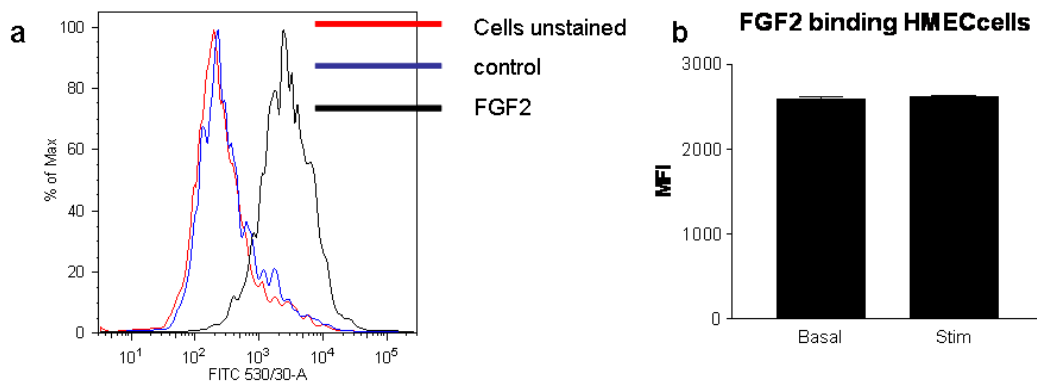 a
Cells unstained
control
FGF2
100
80
60
40
20
0
% of Max
10^1 10^2 10^3 10^4 10^5
FITC 530/30-A
b
FGF2 binding HMECcells
3000
2000
1000
0
MFI
Basal Stim